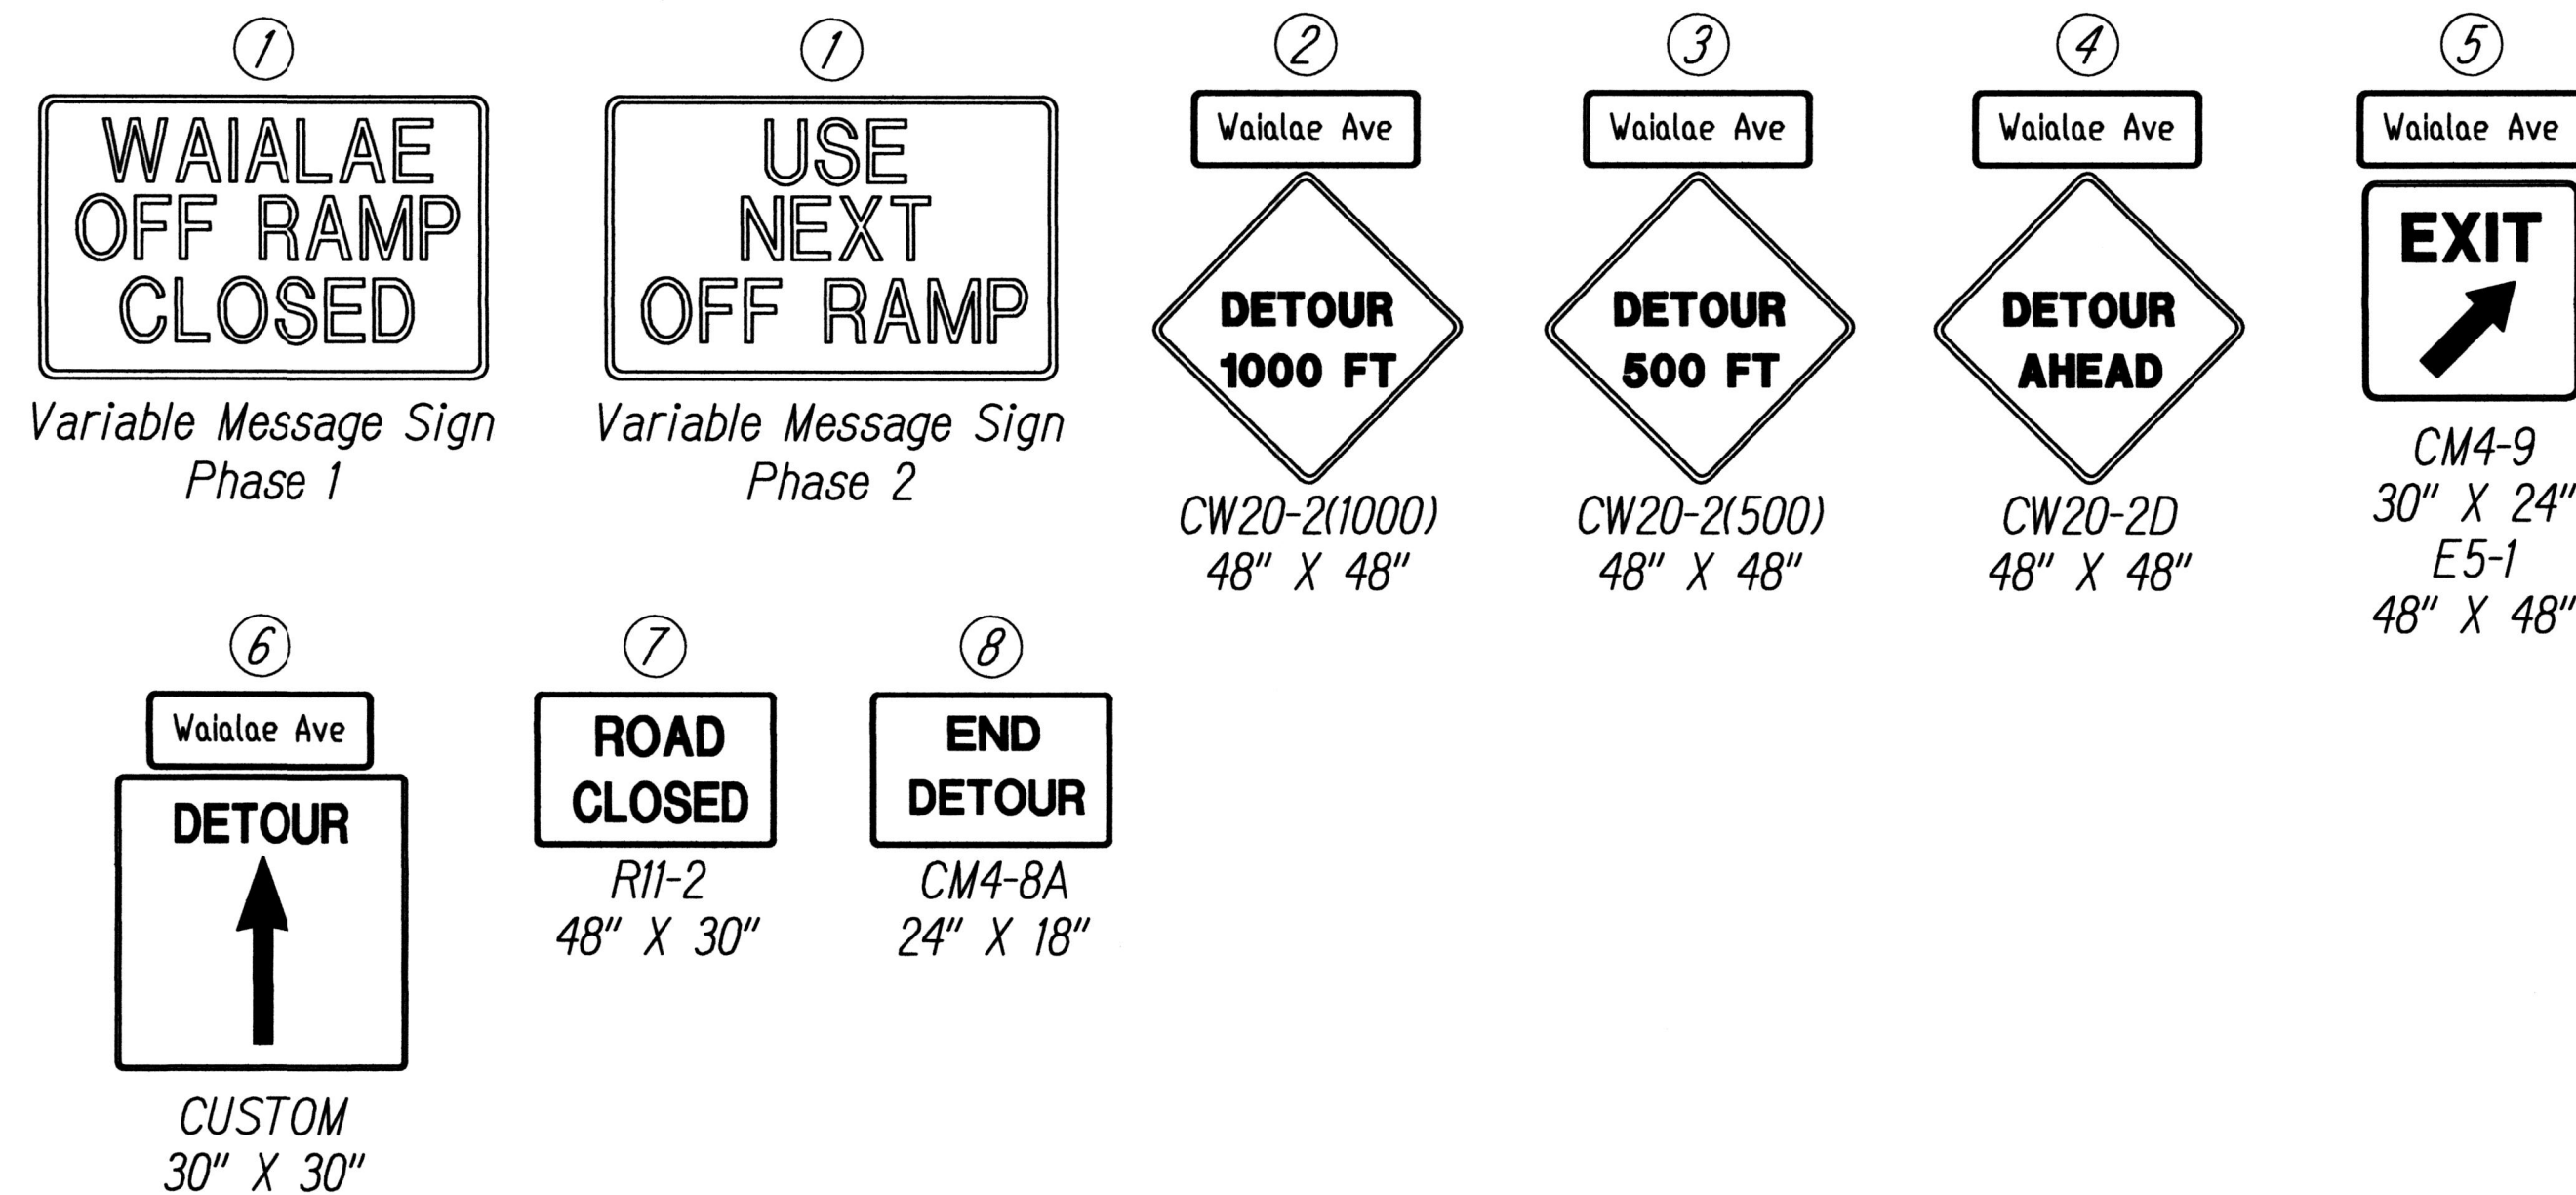 1
WAIALAE
OFF RAMP
CLOSED
Variable Message Sign
Phase 1
1
USE
NEXT
OFF RAMP
Variable Message Sign
Phase 2
2
Waialae Ave
DETOUR
1000 FT
CW20-2(1000)
48" X 48"
3
Waialae Ave
DETOUR
500 FT
CW20-2(500)
48" X 48"
4
Waialae Ave
DETOUR
AHEAD
CW20-2D
48" X 48"
5
Waialae Ave
EXIT
CM4-9
30" X 24"
E5-1
48" X 48"
6
Waialae Ave
DETOUR
CUSTOM
30" X 30"
7
ROAD
CLOSED
R11-2
48" X 30"
8
END
DETOUR
CM4-8A
24" X 18"